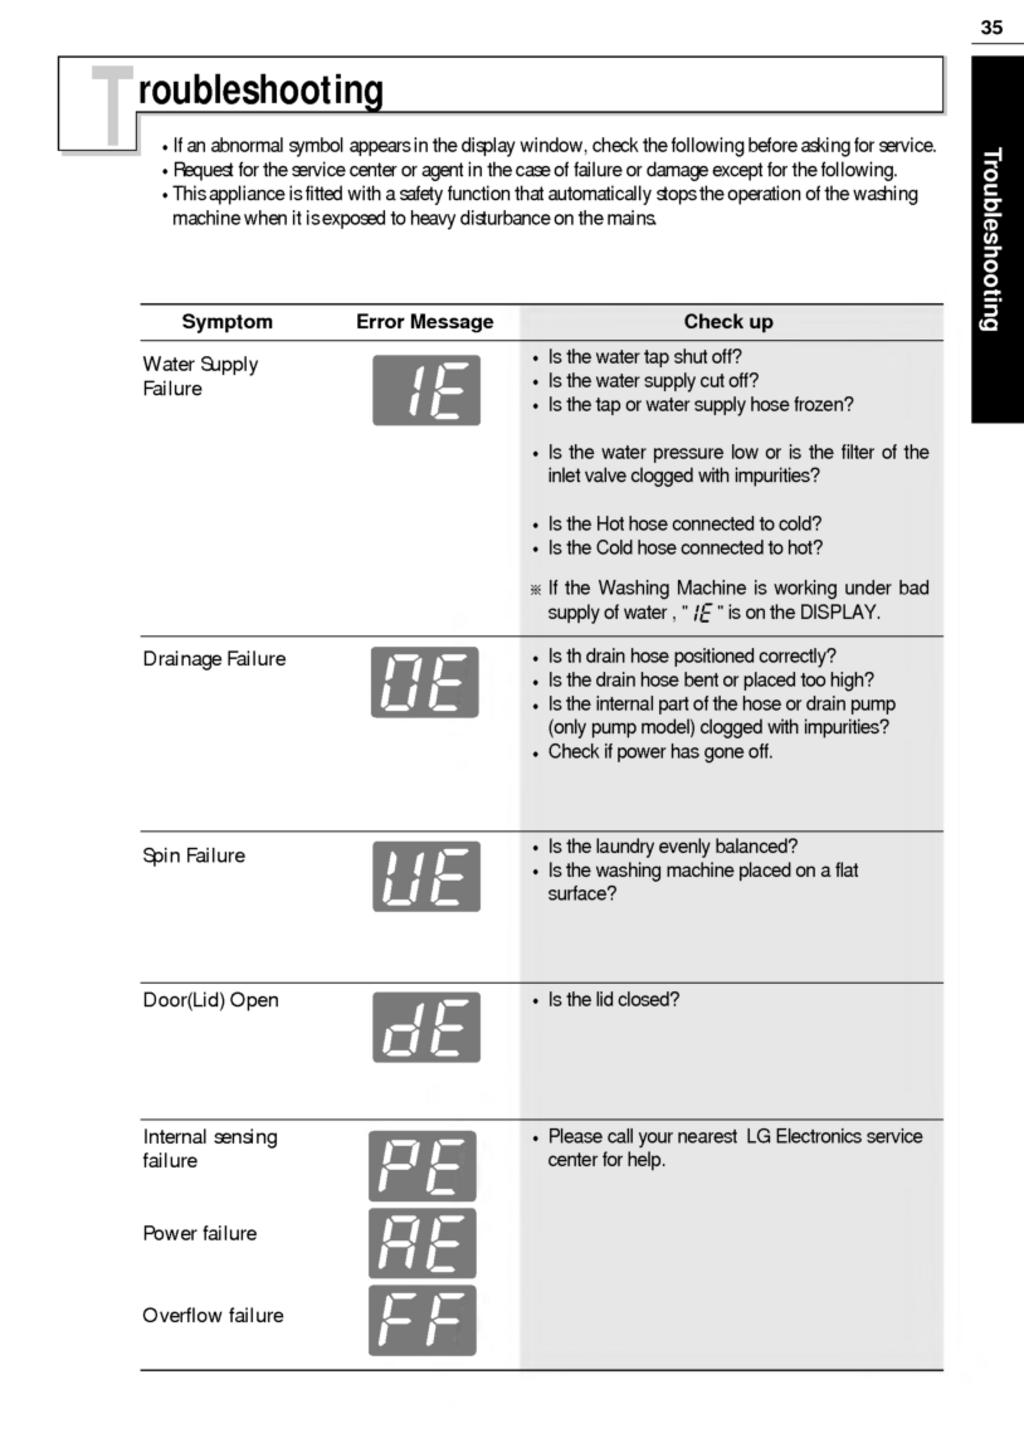 35
Troubleshooting
Troubleshooting
• If an abnormal symbol appears in the display window, check the following before asking for service.
• Request for the service center or agent in the case of failure or damage except for the following.
• This appliance is fitted with a safety function that automatically stops the operation of the washing
machine when it is exposed to heavy disturbance on the mains.
Symptom Error Message Check up
Water Supply
Failure
IE
• Is the water tap shut off?
• Is the water supply cut off?
• Is the tap or water supply hose frozen?
• Is the water pressure low or is the filter of the
inlet valve clogged with impurities?
• Is the Hot hose connected to cold?
• Is the Cold hose connected to hot?
※ If the Washing Machine is working under bad
supply of water , " IE " is on the DISPLAY.
Drainage Failure
OE
• Is th drain hose positioned correctly?
• Is the drain hose bent or placed too high?
• Is the internal part of the hose or drain pump
(only pump model) clogged with impurities?
• Check if power has gone off.
Spin Failure
UE
• Is the laundry evenly balanced?
• Is the washing machine placed on a flat
surface?
Door(Lid) Open
dE
• Is the lid closed?
Internal sensing
failure
PE
• Please call your nearest LG Electronics service
center for help.
Power failure
AE
Overflow failure
FF